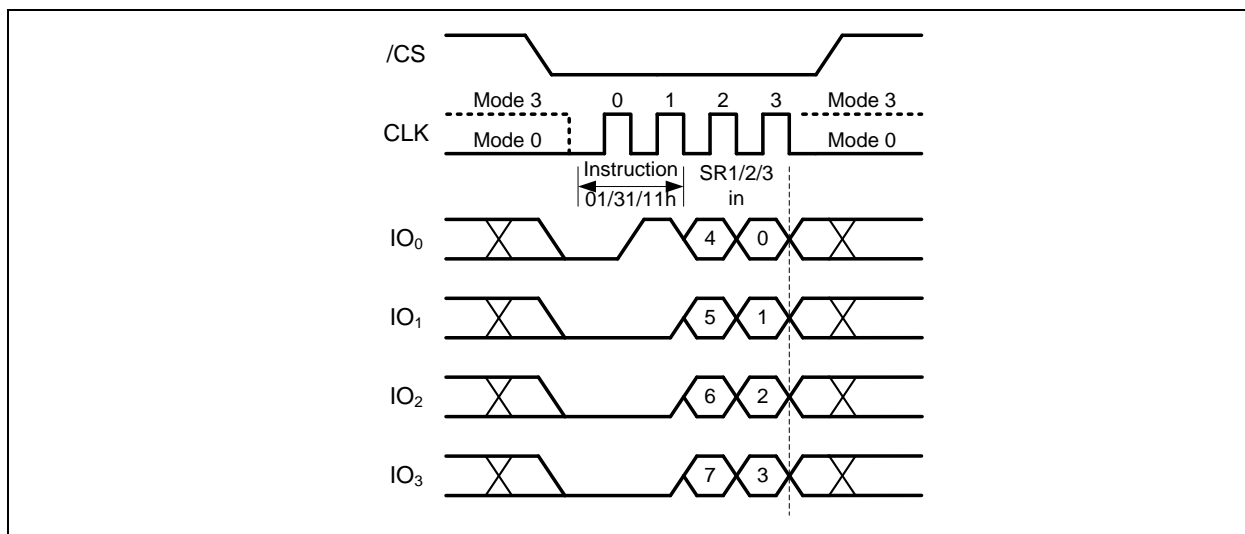 /CS
Mode 3 0 1 2 3 Mode 3
CLK
Mode 0 Mode 0
Instruction SR1/2/3
01/31/11h in
IO₀ 4 0
IO₁ 5 1
IO₂ 6 2
IO₃ 7 3